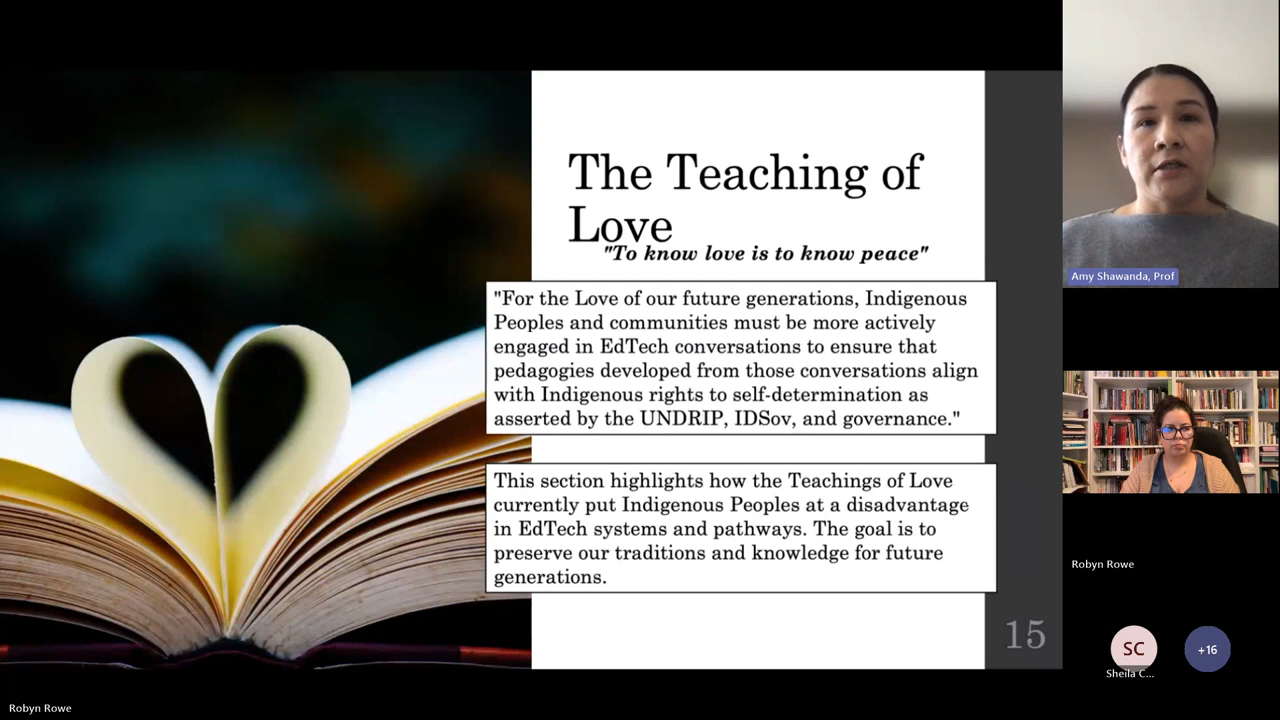 The Teaching of
Love
"To know love is to know peace"
"For the Love of our future generations, Indigenous
Peoples and communities must be more actively
engaged in EdTech conversations to ensure that
pedagogies developed from those conversations align
with Indigenous rights to self-determination as
asserted by the UNDRIP, IDSov, and governance."
This section highlights how the Teachings of Love
currently put Indigenous Peoples at a disadvantage
in EdTech systems and pathways. The goal is to
preserve our traditions and knowledge for future
generations.
15
Amy Shawanda, Prof
Robyn Rowe
SC
+16
Sheila C...
Robyn Rowe